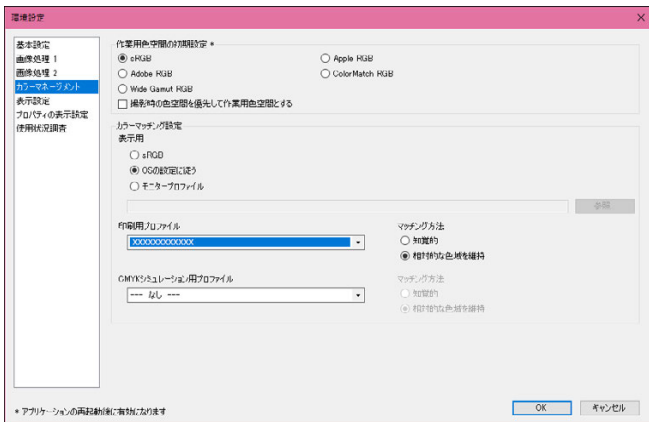 環境設定
基本設定
画像処理 1
画像処理 2
カラーマネージメント
表示設定
プロパティの表示設定
使用状況調査
作業用色空間の初期設定 *
sRGB
Apple RGB
Adobe RGB
ColorMatch RGB
Wide Gamut RGB
撮影時の色空間を優先して作業用色空間とする
カラーマッチング設定
表示用
sRGB
OSの設定に従う
モニタープロファイル
参照
印刷用プロファイル
マッチング方法
XXXXXXXXXXXX
知覚的
相対的な色域を維持
CMYKシミュレーション用プロファイル
マッチング方法
--- なし ---
知覚的
相対的な色域を維持
* アプリケーションの再起動後に有効になります
OK
キャンセル